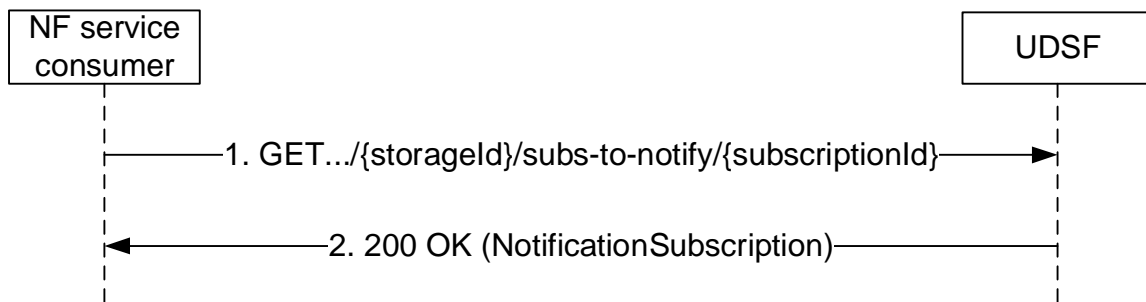 NF service
consumer
UDSF
1. GET.../{storageId}/subs-to-notify/{subscriptionId}
2. 200 OK (NotificationSubscription)